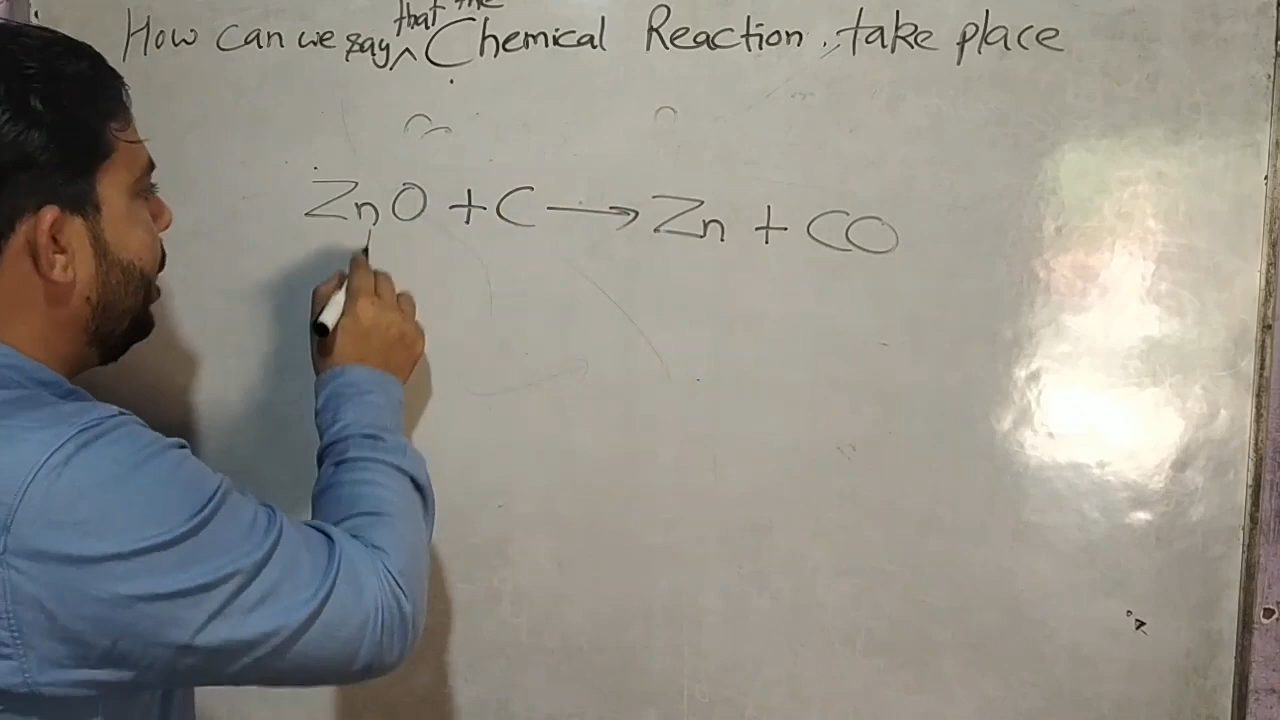 How can we say that the Chemical Reaction, take place
ZnO + C → Zn + CO